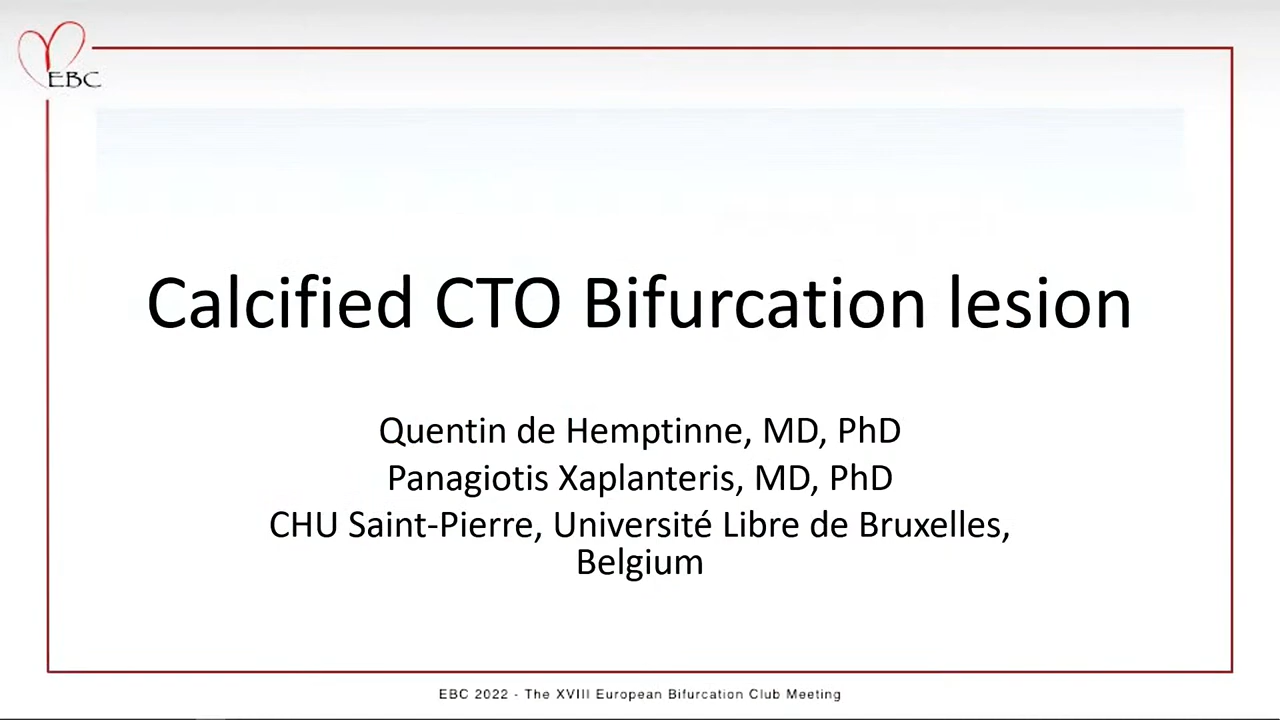 EBC
Calcified CTO Bifurcation lesion
Quentin de Hemptinne, MD, PhD
Panagiotis Xaplanteris, MD, PhD
CHU Saint-Pierre, Université Libre de Bruxelles,
Belgium
EBC 2022 - The XVIII European Bifurcation Club Meeting